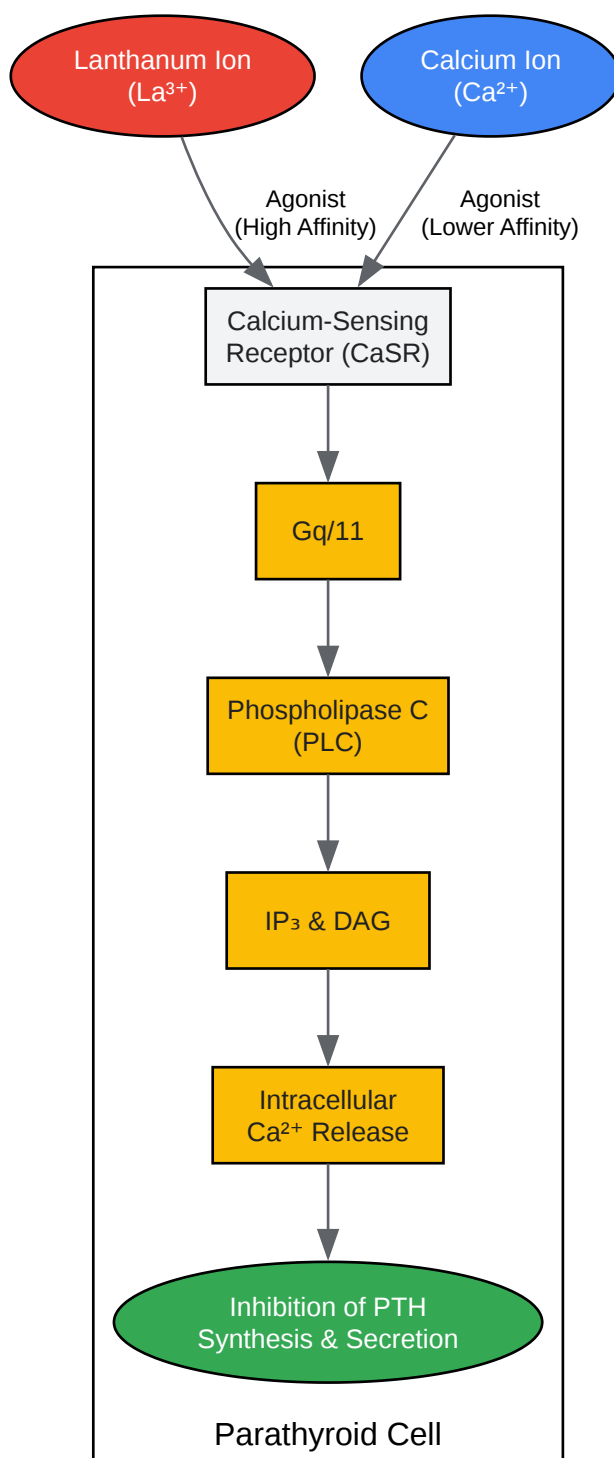 Lanthanum Ion
(La³⁺)
Calcium Ion
(Ca²⁺)
Agonist
(High Affinity)
Agonist
(Lower Affinity)
Calcium-Sensing
Receptor (CaSR)
Gq/11
Phospholipase C
(PLC)
IP₃ & DAG
Intracellular
Ca²⁺ Release
Inhibition of PTH
Synthesis & Secretion
Parathyroid Cell